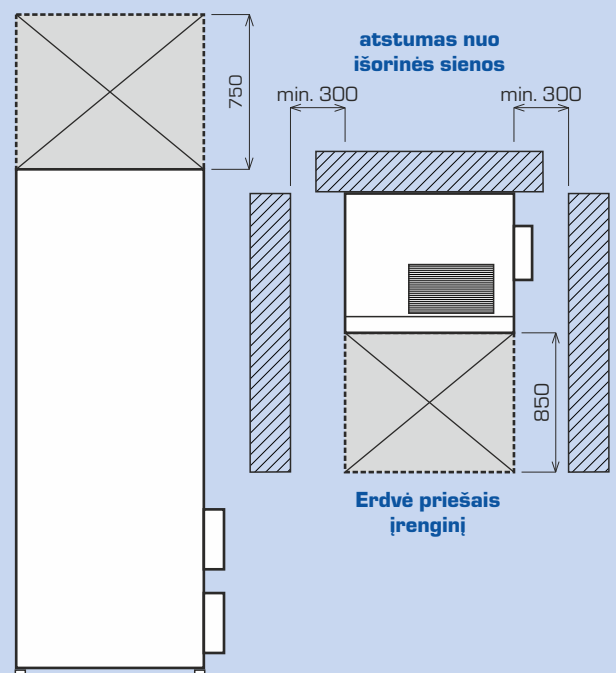 750
atstumas nuo
išorinės sienos
min. 300
min. 300
850
Erdvė priešais
įrenginį